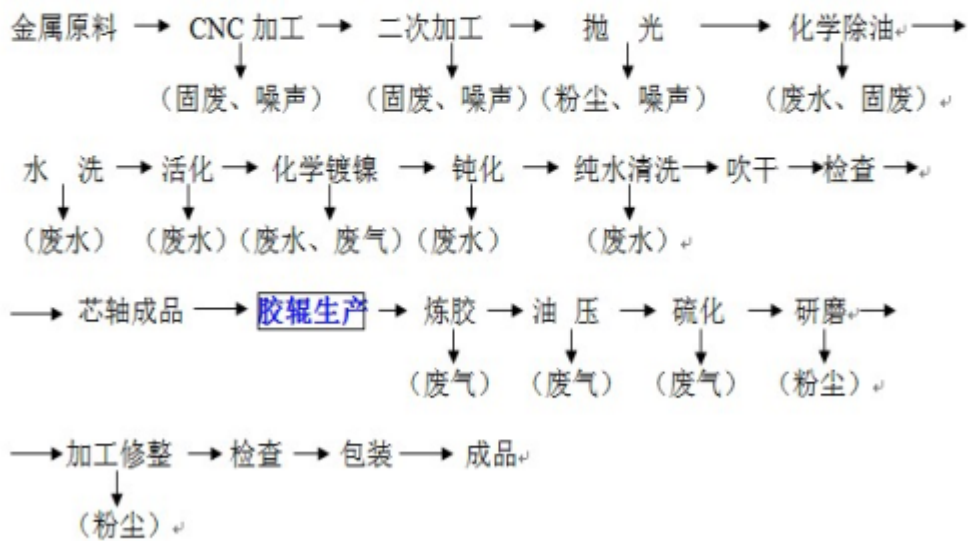 金属原料 → CNC 加工 → 二次加工 → 抛 光 → 化学除油 →
(固废、噪声) (固废、噪声) (粉尘、噪声) (废水、固废)
水 洗 → 活化 → 化学镀镍 → 钝化 → 纯水清洗 → 吹干 → 检查 →
(废水) (废水) (废水、废气) (废水) (废水)
→ 芯轴成品 → 胶辊生产 → 炼胶 → 油 压 → 硫化 → 研磨 →
(废气) (废气) (废气) (粉尘)
→ 加工修整 → 检查 → 包装 → 成品
(粉尘)